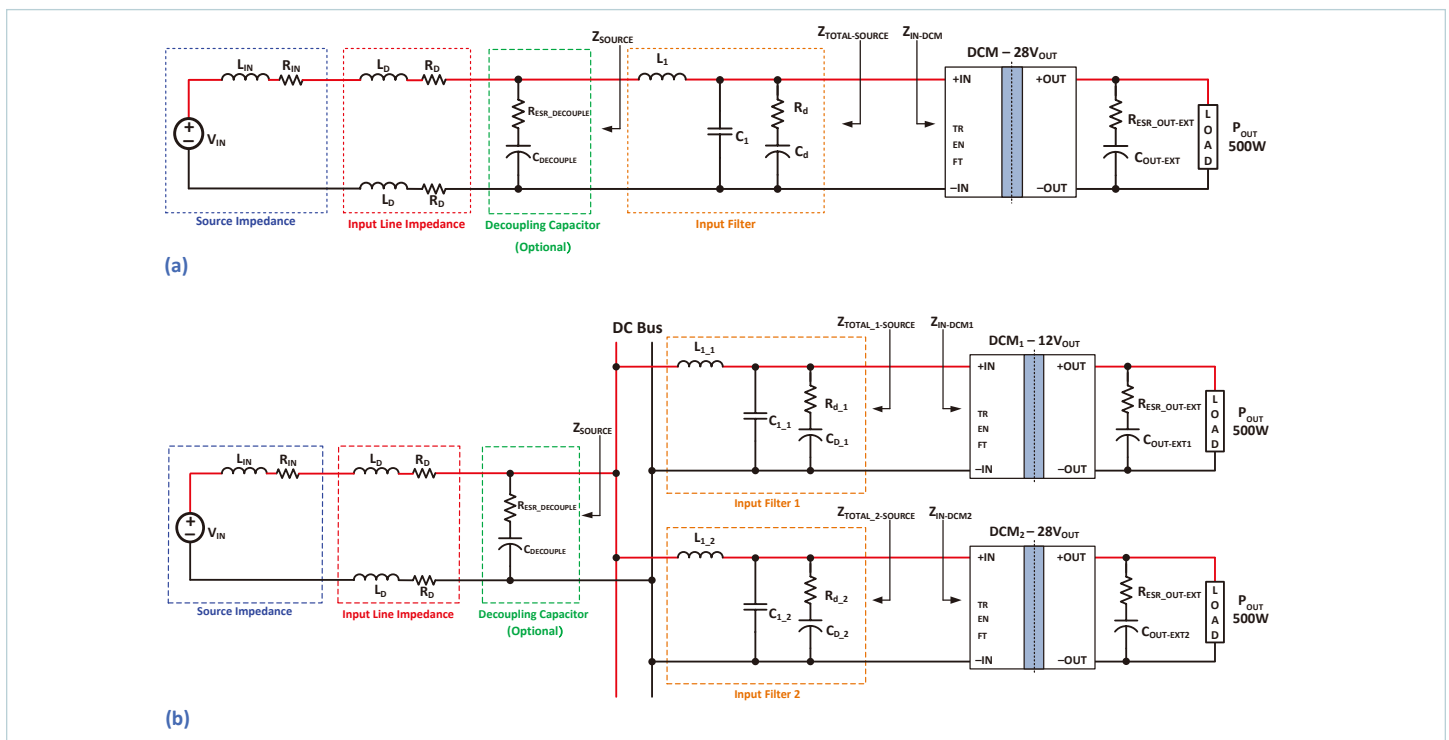 Z_SOURCE
Z_TOTAL-SOURCE
Z_IN-DCM
L_IN
R_IN
L_D
R_D
L_1
DCM – 28V_OUT
+IN
+OUT
V_IN
+
−
R_ESR_DECOUPLE
C_DECOUPLE
C_1
R_d
C_d
TR
EN
FT
R_ESR_OUT-EXT
C_OUT-EXT
LOAD
P_OUT
500W
L_D
R_D
–IN
–OUT
Source Impedance
Input Line Impedance
Decoupling Capacitor
(Optional)
Input Filter
(a)
DC Bus
Z_TOTAL_1-SOURCE
Z_IN-DCM1
L_1_1
DCM_1 – 12V_OUT
+IN
+OUT
C_1_1
R_d_1
C_D_1
TR
EN
FT
R_ESR_OUT-EXT
C_OUT-EXT1
LOAD
P_OUT
500W
–IN
–OUT
Input Filter 1
Z_SOURCE
L_IN
R_IN
L_D
R_D
V_IN
+
−
R_ESR_DECOUPLE
C_DECOUPLE
L_D
R_D
Source Impedance
Input Line Impedance
Decoupling Capacitor
(Optional)
Z_TOTAL_2-SOURCE
Z_IN-DCM2
L_1_2
DCM_2 – 28V_OUT
+IN
+OUT
C_1_2
R_d_2
C_D_2
TR
EN
FT
R_ESR_OUT-EXT
C_OUT-EXT2
LOAD
P_OUT
500W
–IN
–OUT
Input Filter 2
(b)